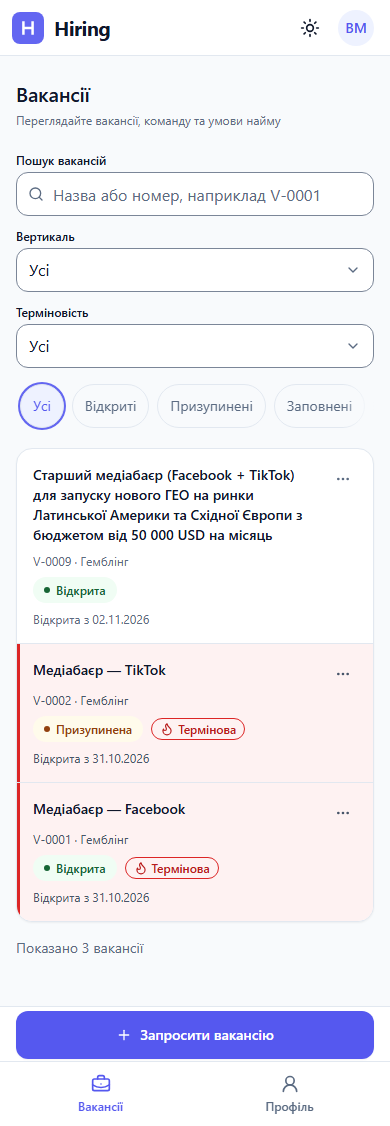 H Hiring
ВМ
Вакансії
Переглядайте вакансії, команду та умови найму
Пошук вакансій
Назва або номер, наприклад V-0001
Вертикаль
Усі
Терміновість
Усі
Усі Відкриті Призупинені Заповнені
Старший медіабаєр (Facebook + TikTok)
для запуску нового ГЕО на ринки
Латинської Америки та Східної Європи з
бюджетом від 50 000 USD на місяць
V-0009 · Гемблінг
Відкрита
Відкрита з 02.11.2026
Медіабаєр — TikTok
V-0002 · Гемблінг
Призупинена Термінова
Відкрита з 31.10.2026
Медіабаєр — Facebook
V-0001 · Гемблінг
Відкрита Термінова
Відкрита з 31.10.2026
Показано 3 вакансії
+ Запросити вакансію
Вакансії Профіль